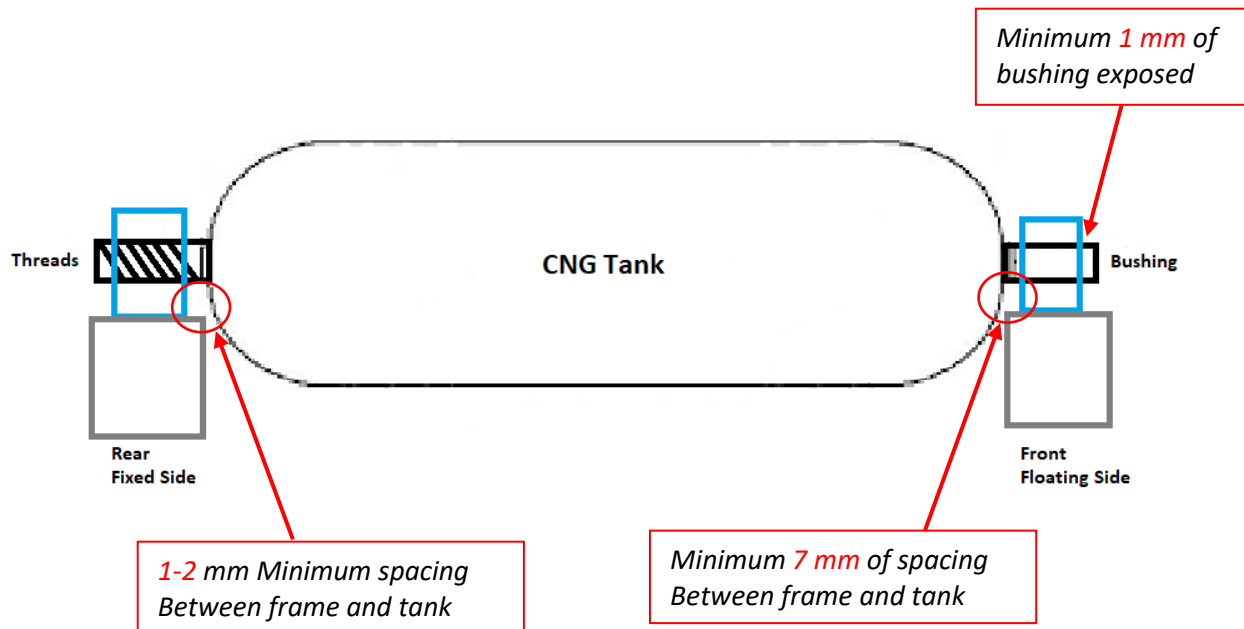 Minimum 1 mm of
bushing exposed
Threads
CNG Tank
Bushing
Rear
Fixed Side
Front
Floating Side
1-2 mm Minimum spacing
Between frame and tank
Minimum 7 mm of spacing
Between frame and tank